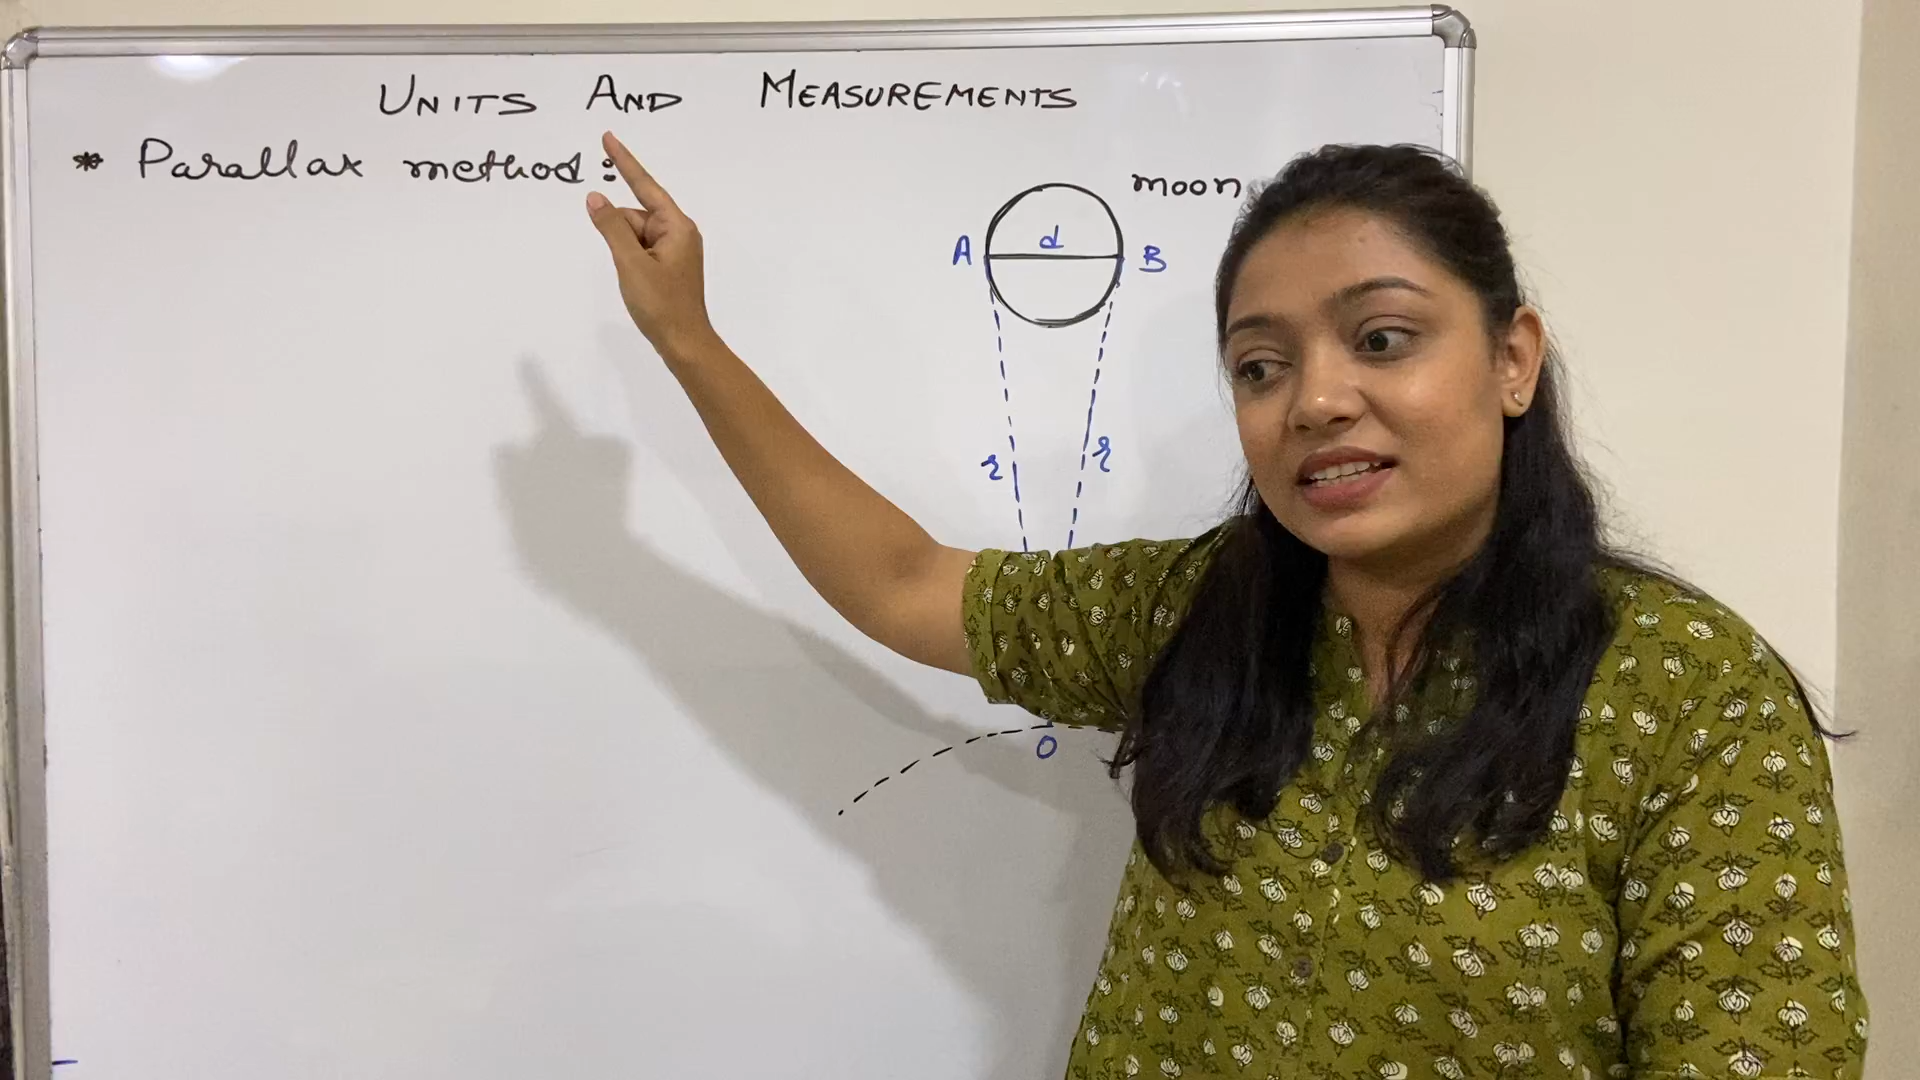 UNITS AND MEASUREMENTS
* Parallax method:
moon
d
A B
r r
O